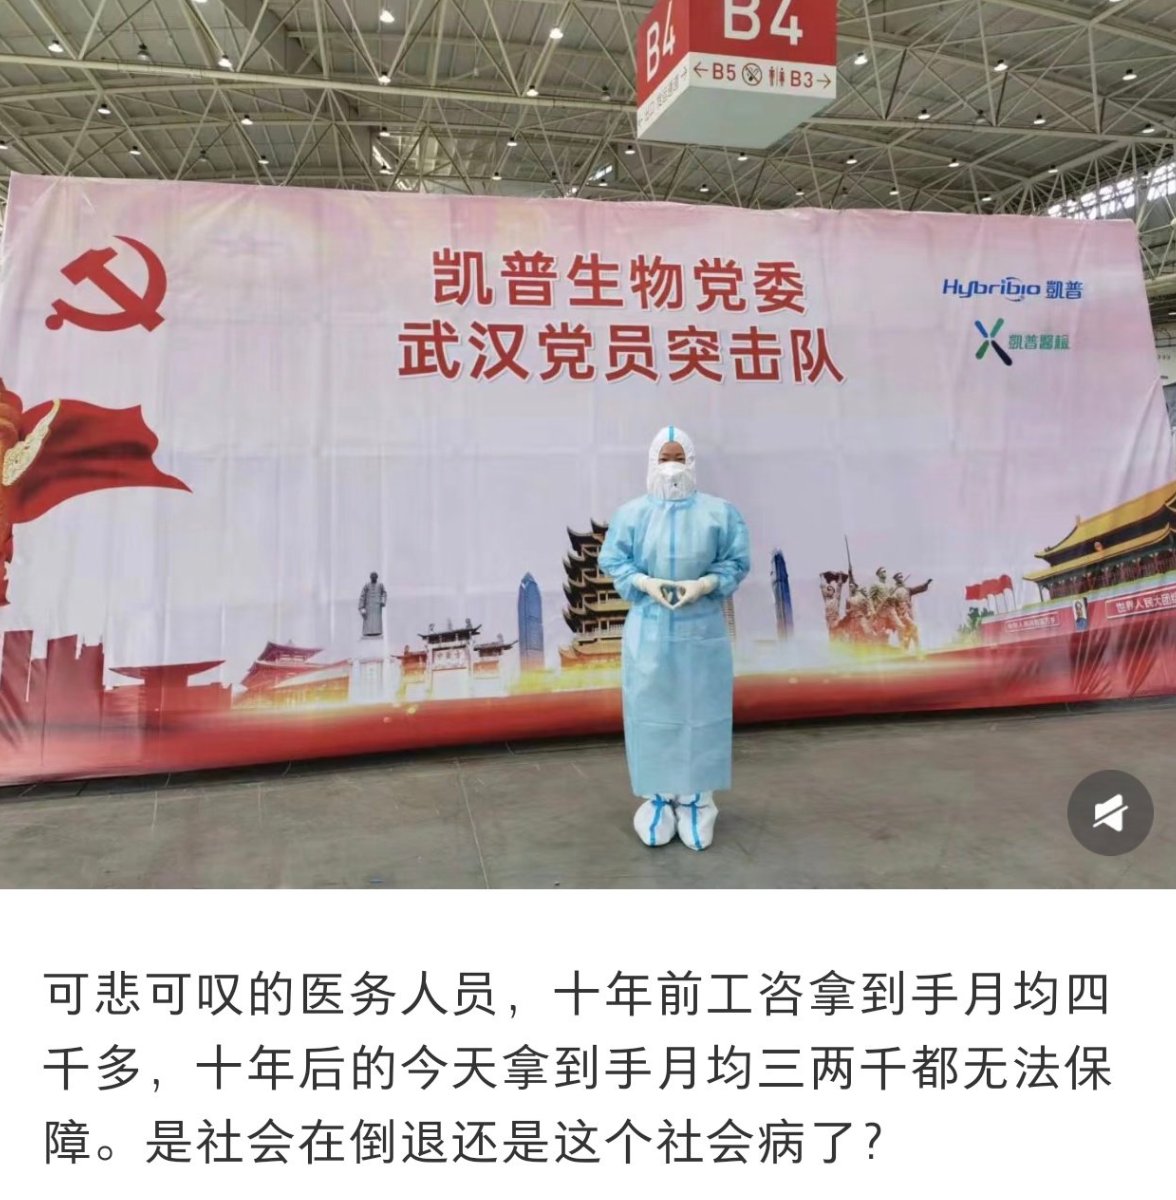 B4
B4
←B5
B3→
凯普生物党委
武汉党员突击队
Hybribio 凯普
凯普醫檢
世界人民大团结
可悲可叹的医务人员，十年前工咨拿到手月均四
千多，十年后的今天拿到手月均三两千都无法保
障。是社会在倒退还是这个社会病了？